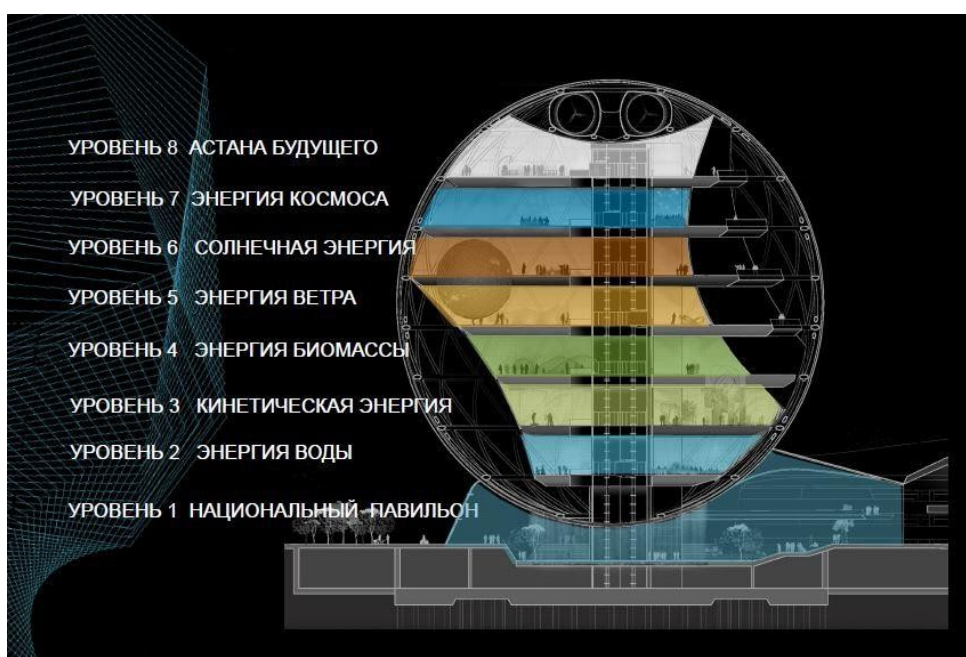 УРОВЕНЬ 8 АСТАНА БУДУЩЕГО
УРОВЕНЬ 7 ЭНЕРГИЯ КОСМОСА
УРОВЕНЬ 6 СОЛНЕЧНАЯ ЭНЕРГИЯ
УРОВЕНЬ 5 ЭНЕРГИЯ ВЕТРА
УРОВЕНЬ 4 ЭНЕРГИЯ БИОМАССЫ
УРОВЕНЬ 3 КИНЕТИЧЕСКАЯ ЭНЕРГИЯ
УРОВЕНЬ 2 ЭНЕРГИЯ ВОДЫ
УРОВЕНЬ 1 НАЦИОНАЛЬНЫЙ ПАВИЛЬОН